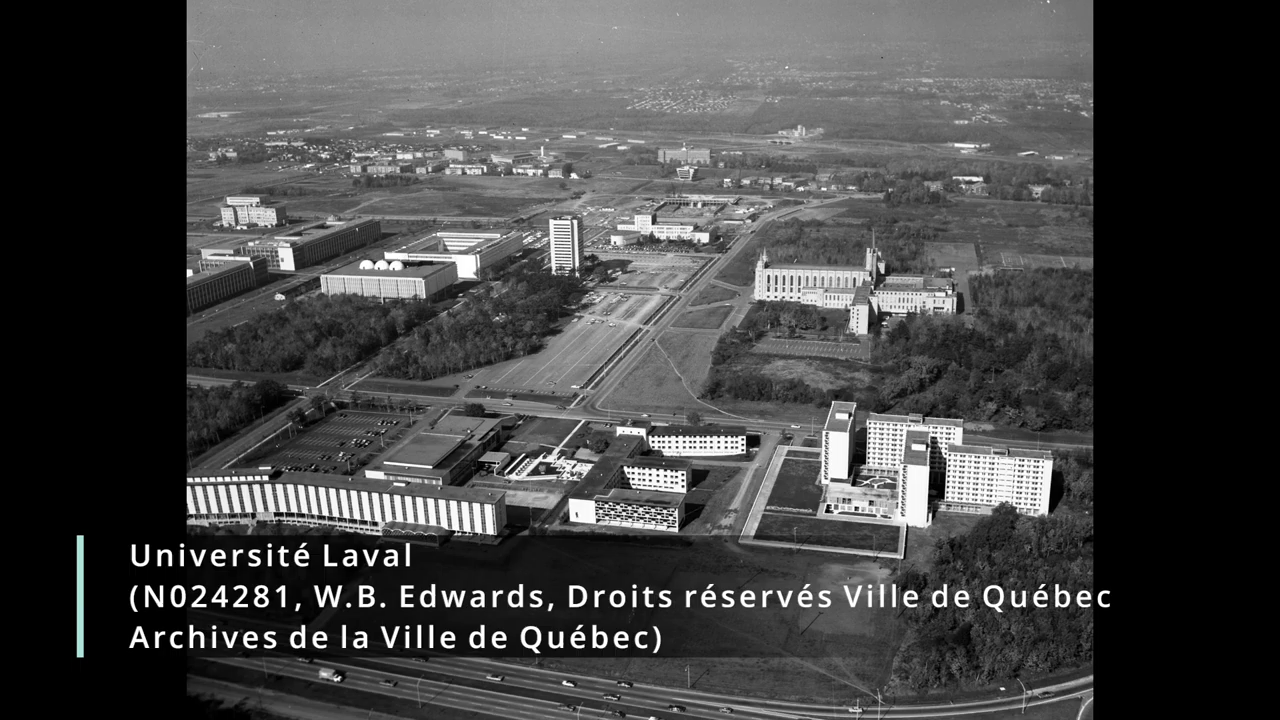 Université Laval
(N024281, W.B. Edwards, Droits réservés Ville de Québec
Archives de la Ville de Québec)